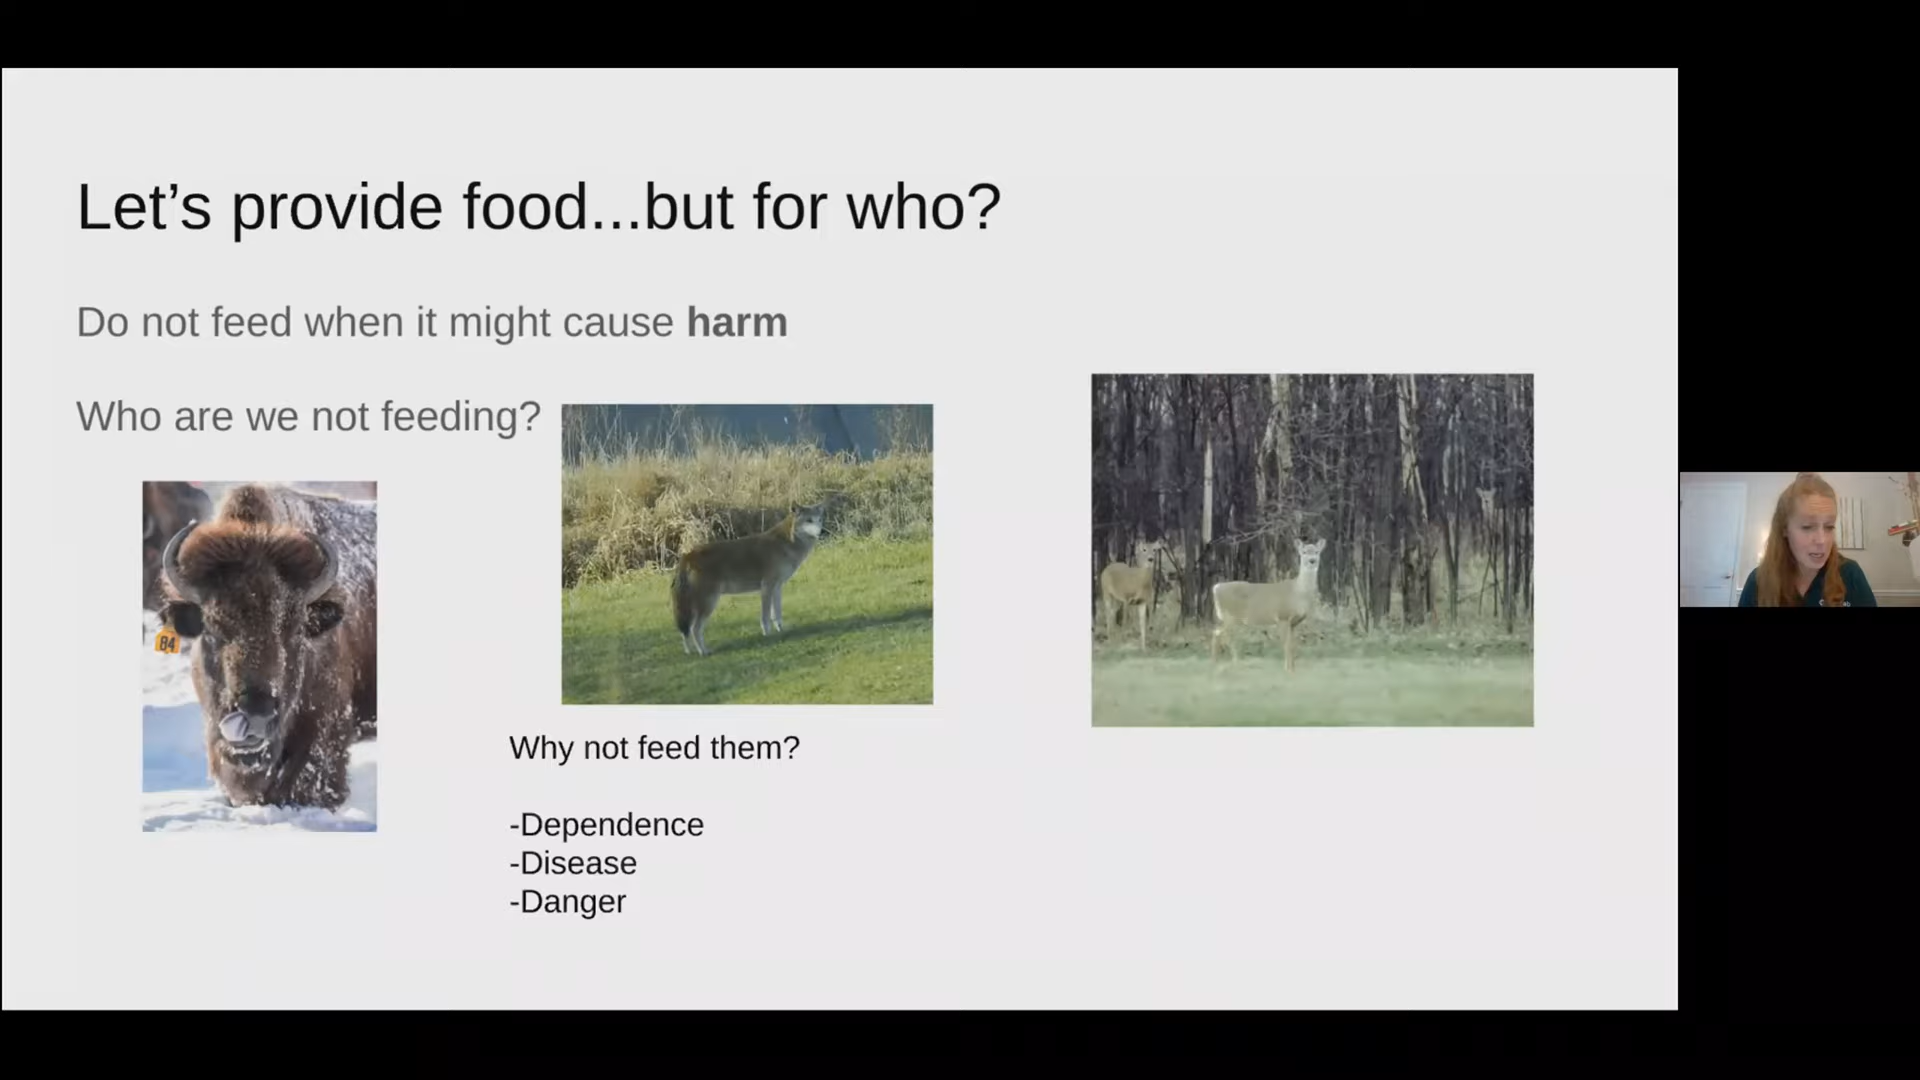 Let’s provide food...but for who?
Do not feed when it might cause harm
Who are we not feeding?
84
Why not feed them?
-Dependence
-Disease
-Danger